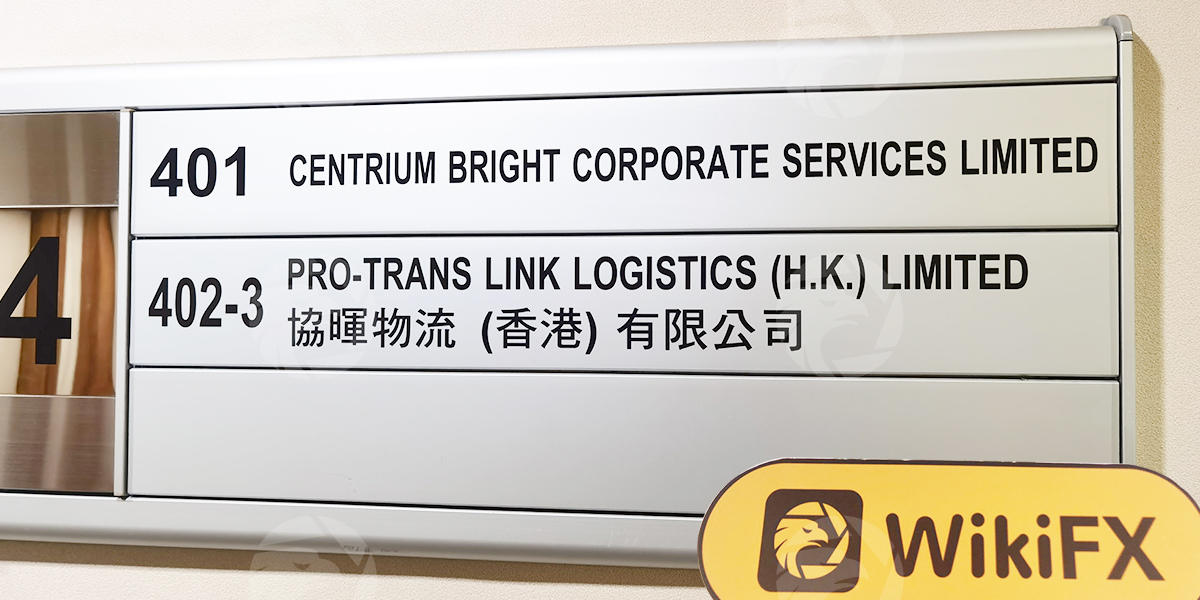 4
401 CENTRIUM BRIGHT CORPORATE SERVICES LIMITED
402-3 PRO-TRANS LINK LOGISTICS (H.K.) LIMITED
協暉物流 (香港) 有限公司
WikiFX